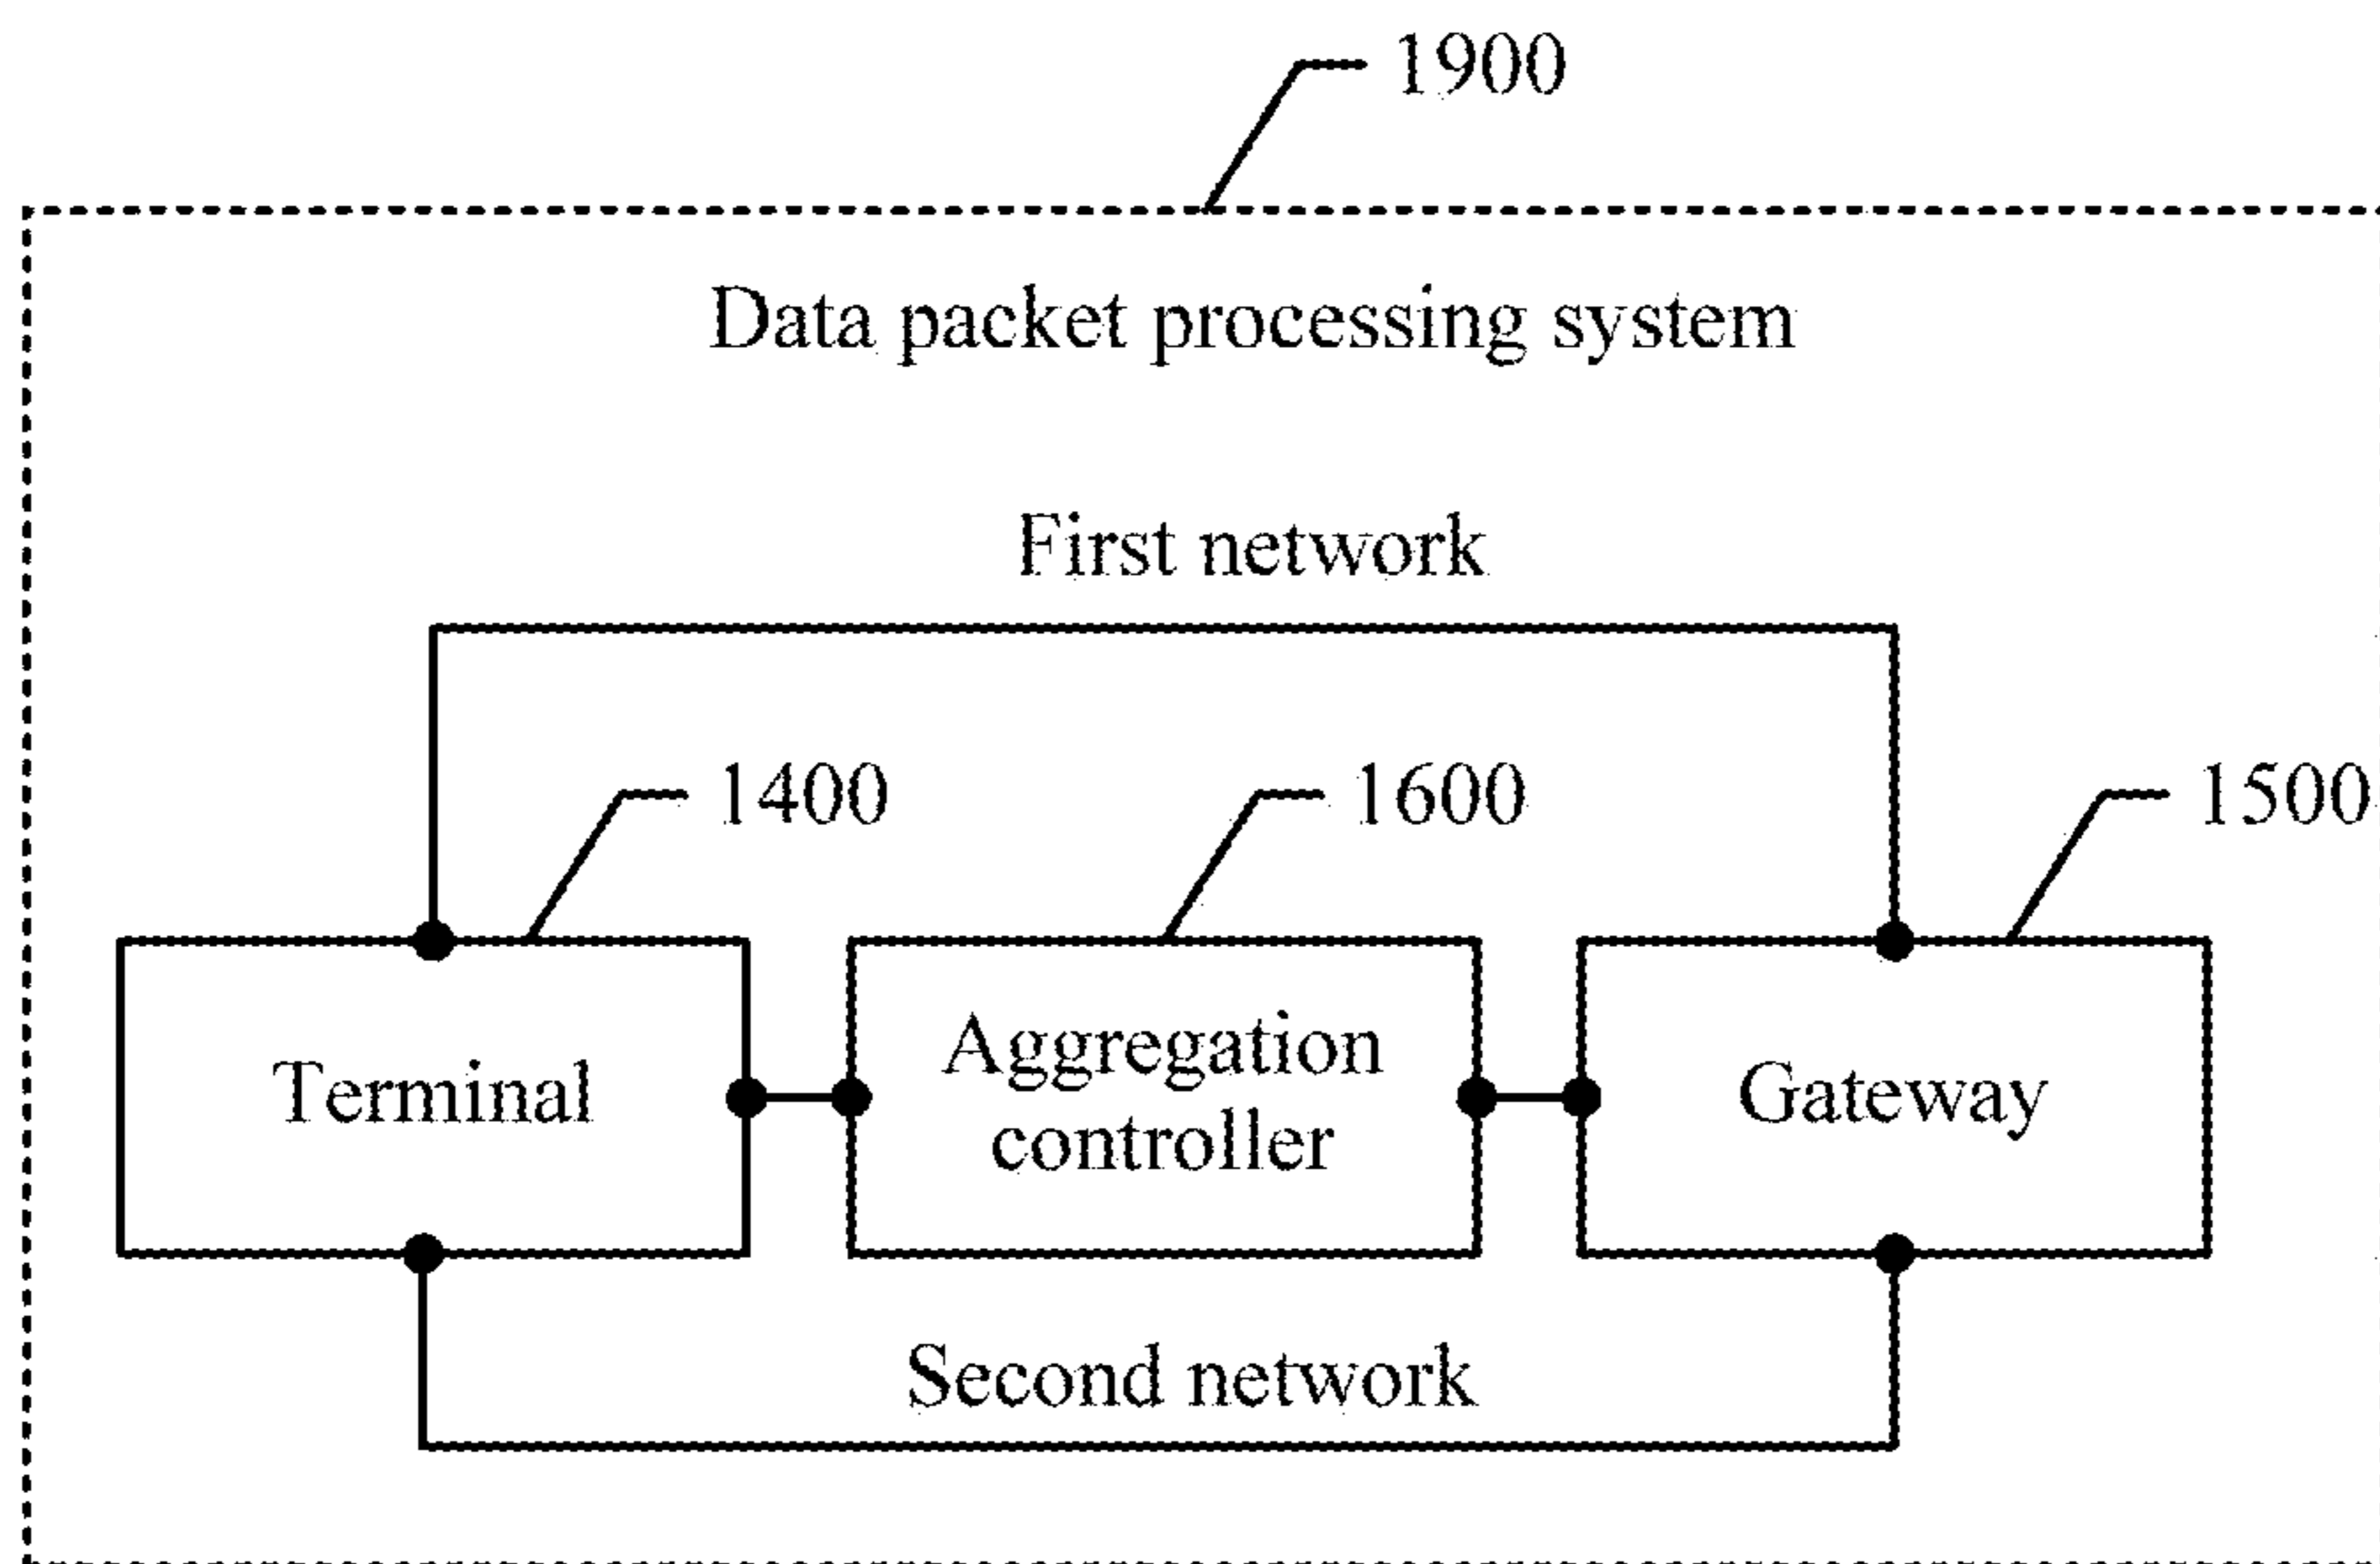 1900
Data packet processing system
First network
1400
1600
1500
Terminal
Aggregation
controller
Gateway
Second network